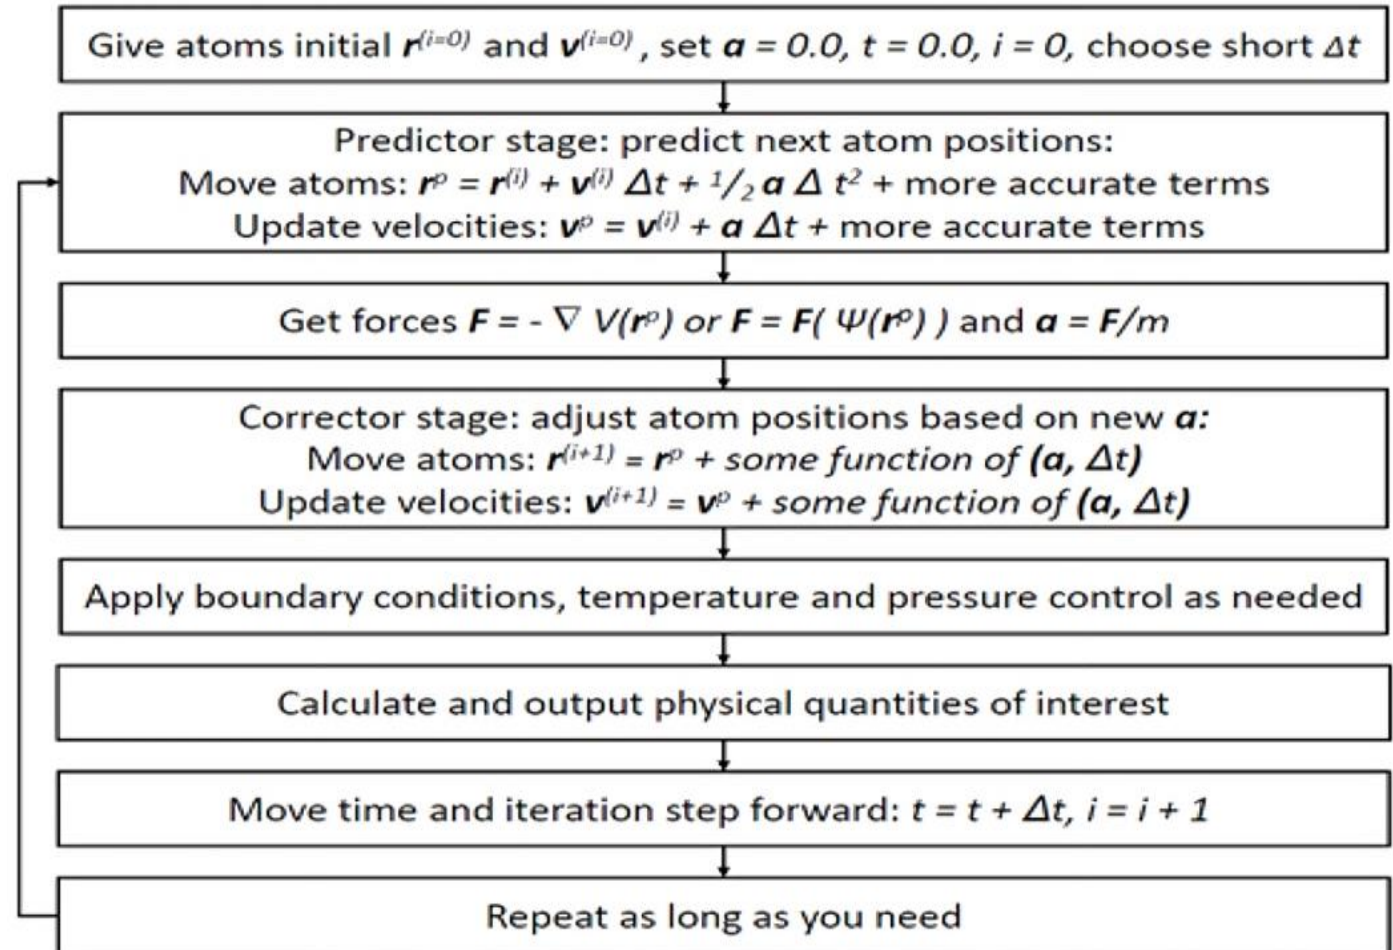 Give atoms initial r⁽ⁱ⁼⁰⁾ and v⁽ⁱ⁼⁰⁾ , set a = 0.0, t = 0.0, i = 0, choose short Δt
Predictor stage: predict next atom positions:
Move atoms: rᵖ = r⁽ⁱ⁾ + v⁽ⁱ⁾ Δt + ¹/₂ a Δ t² + more accurate terms
Update velocities: vᵖ = v⁽ⁱ⁾ + a Δt + more accurate terms
Get forces F = - ∇ V(rᵖ) or F = F( Ψ(rᵖ) ) and a = F/m
Corrector stage: adjust atom positions based on new a:
Move atoms: r⁽ⁱ⁺¹⁾ = rᵖ + some function of (a, Δt)
Update velocities: v⁽ⁱ⁺¹⁾ = vᵖ + some function of (a, Δt)
Apply boundary conditions, temperature and pressure control as needed
Calculate and output physical quantities of interest
Move time and iteration step forward: t = t + Δt, i = i + 1
Repeat as long as you need